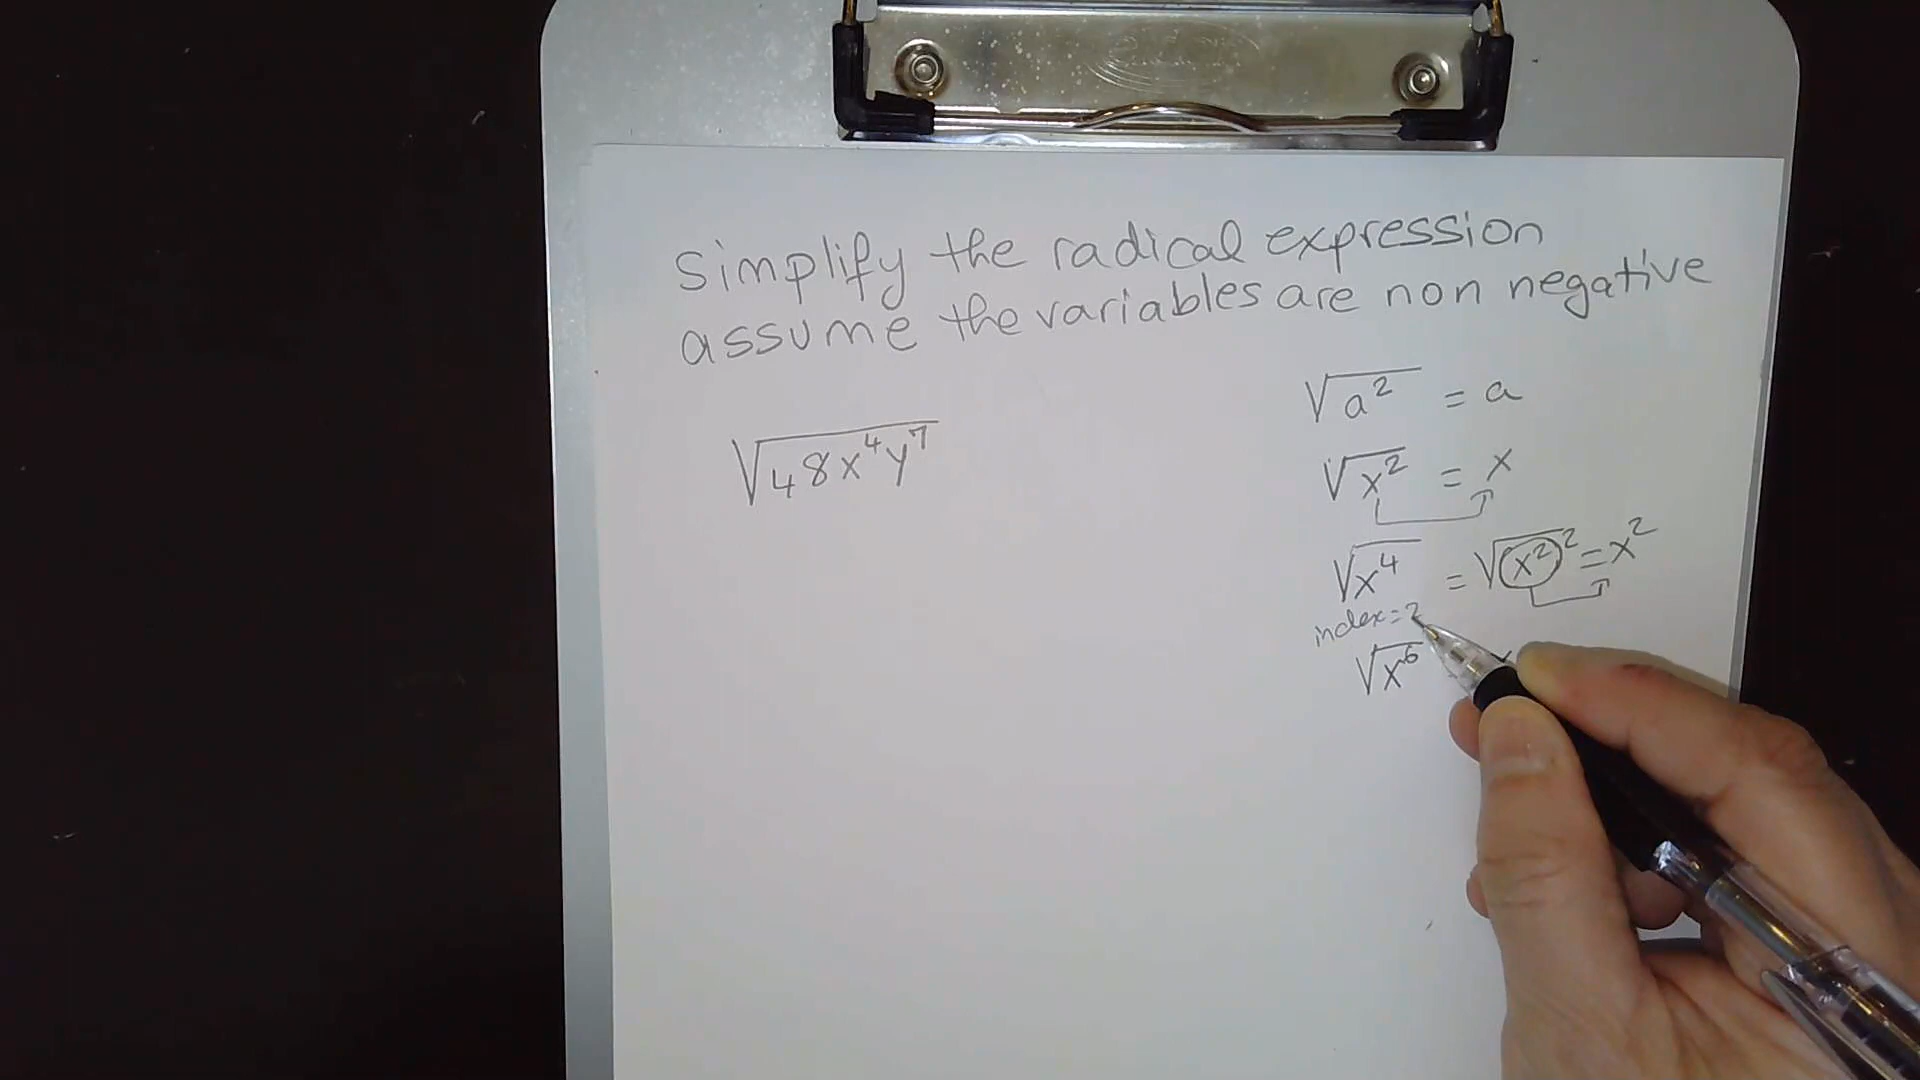 Simplify the radical expression
assume the variables are non negative
√48x⁴y⁷
√a² = a
√x² = x
√x⁴ = √(x²)² = x²
index=2
√x⁶